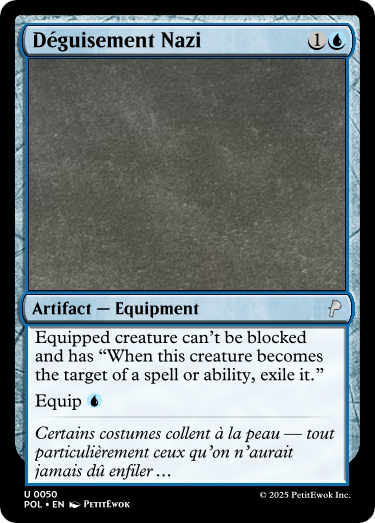 Déguisement Nazi
1
Artifact — Equipment
Equipped creature can’t be blocked
and has “When this creature becomes
the target of a spell or ability, exile it.”
Equip
Certains costumes collent à la peau — tout
particulièrement ceux qu’on n’aurait
jamais dû enfiler …
U 0050
POL • EN PetitEwok
© 2025 PetitEwok Inc.